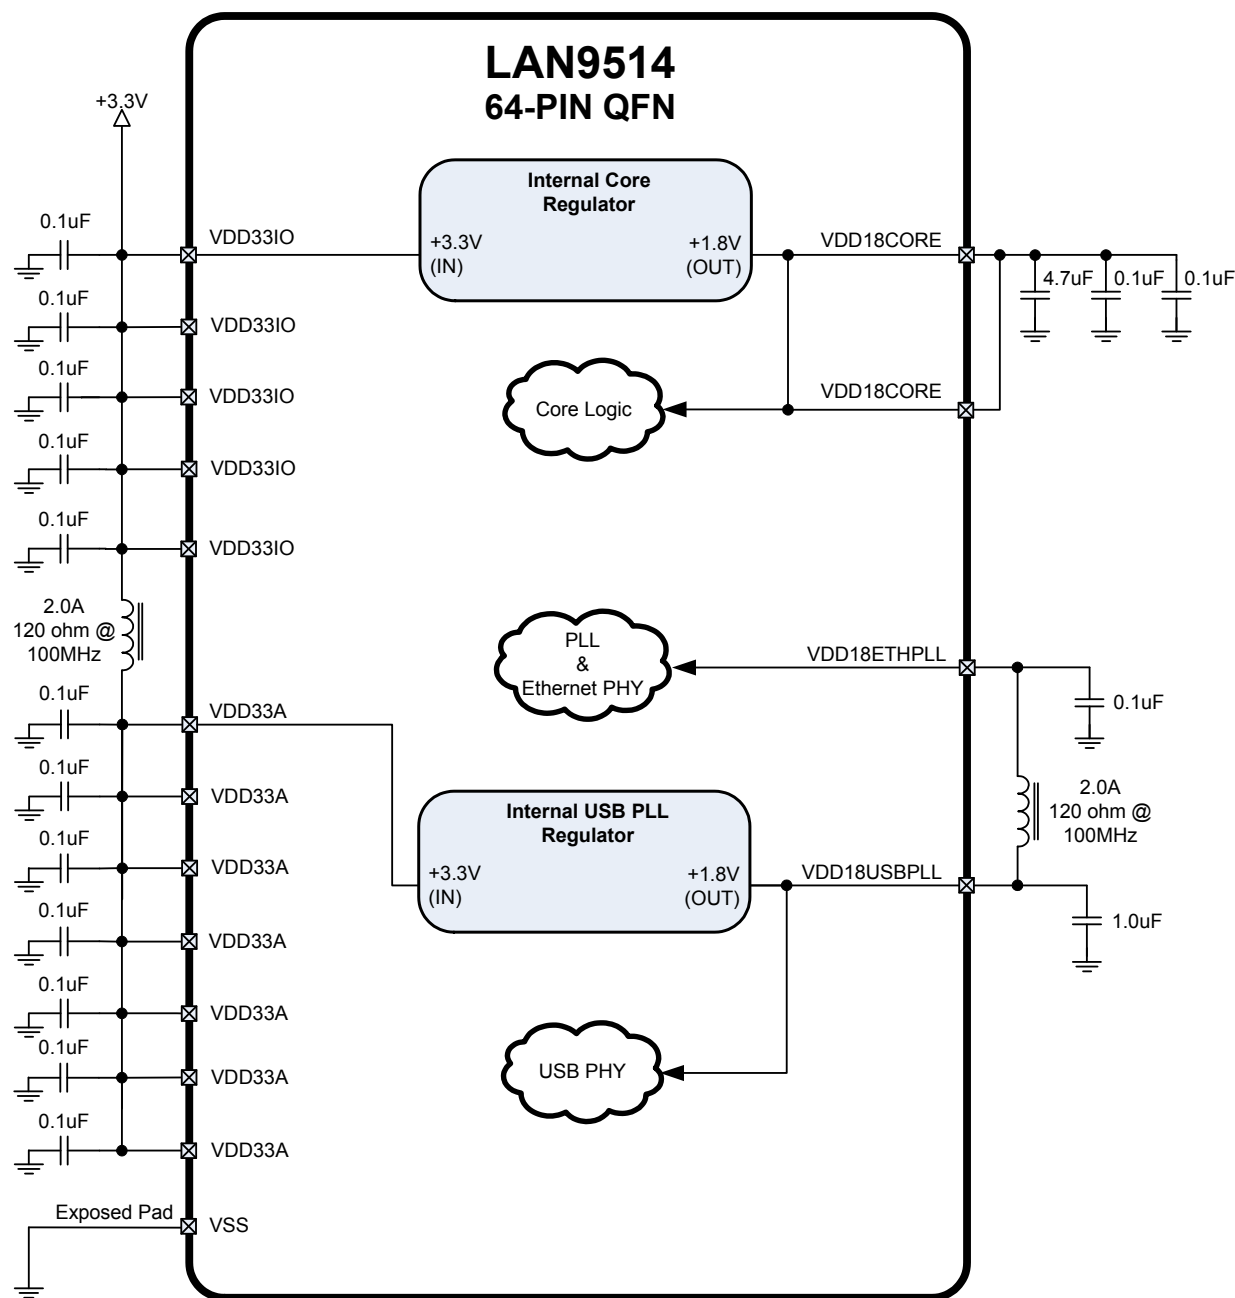 LAN9514
64-PIN QFN
+3.3V
Internal Core
Regulator
+3.3V
(IN)
+1.8V
(OUT)
0.1uF
VDD33IO
VDD18CORE
4.7uF
0.1uF
0.1uF
0.1uF
VDD33IO
0.1uF
VDD33IO
Core Logic
VDD18CORE
0.1uF
VDD33IO
0.1uF
VDD33IO
2.0A
120 ohm @
100MHz
PLL
&
Ethernet PHY
VDD18ETHPLL
0.1uF
0.1uF
VDD33A
0.1uF
VDD33A
Internal USB PLL
Regulator
+3.3V
(IN)
+1.8V
(OUT)
2.0A
120 ohm @
100MHz
0.1uF
VDD33A
VDD18USBPLL
1.0uF
0.1uF
VDD33A
0.1uF
VDD33A
0.1uF
VDD33A
USB PHY
0.1uF
VDD33A
Exposed Pad
VSS